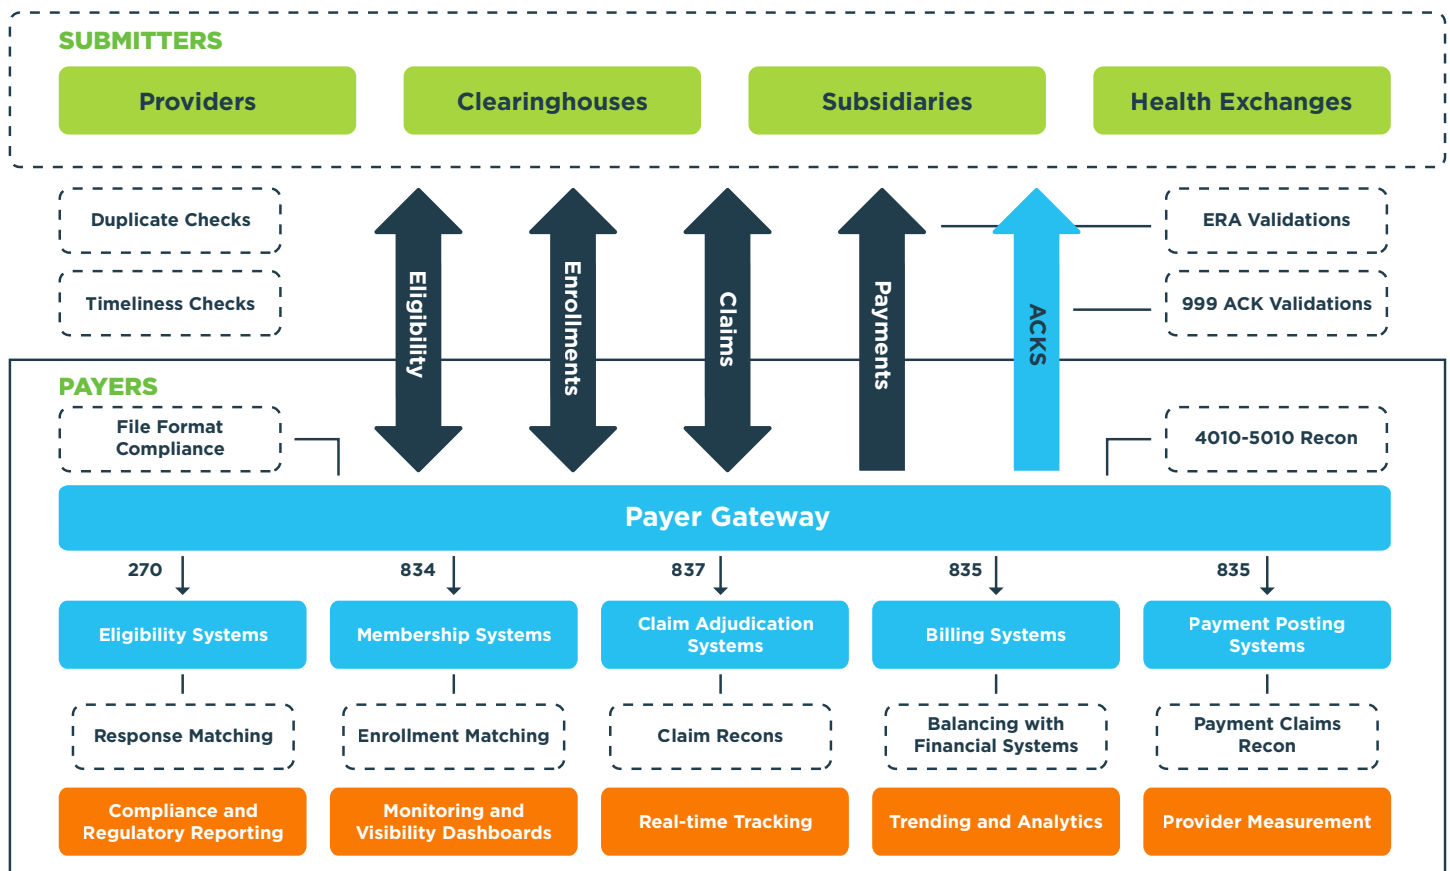 SUBMITTERS
Providers
Clearinghouses
Subsidiaries
Health Exchanges
Duplicate Checks
Timeliness Checks
Eligibility
Enrollments
Claims
Payments
ACKS
ERA Validations
999 ACK Validations
PAYERS
File Format
Compliance
4010-5010 Recon
Payer Gateway
270
834
837
835
835
Eligibility Systems
Membership Systems
Claim Adjudication
Systems
Billing Systems
Payment Posting
Systems
Response Matching
Enrollment Matching
Claim Recons
Balancing with
Financial Systems
Payment Claims
Recon
Compliance and
Regulatory Reporting
Monitoring and
Visibility Dashboards
Real-time Tracking
Trending and Analytics
Provider Measurement